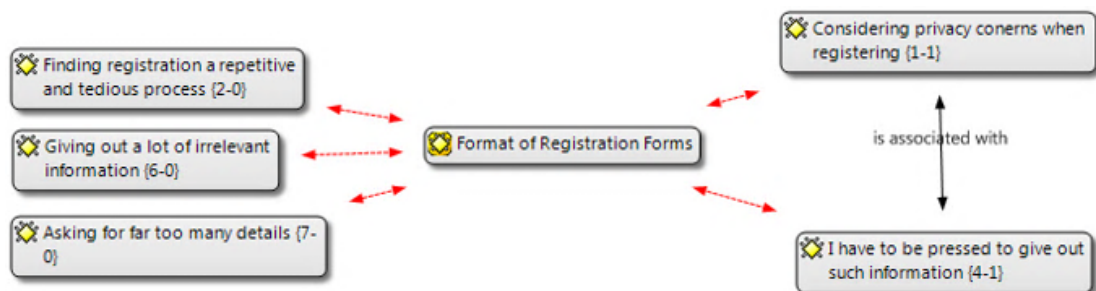 Considering privacy conerns when
registering {1-1}
Finding registration a repetitive
and tedious process {2-0}
is associated with
Format of Registration Forms
Giving out a lot of irrelevant
information {6-0}
Asking for far too many details {7-
0}
I have to be pressed to give out
such information {4-1}